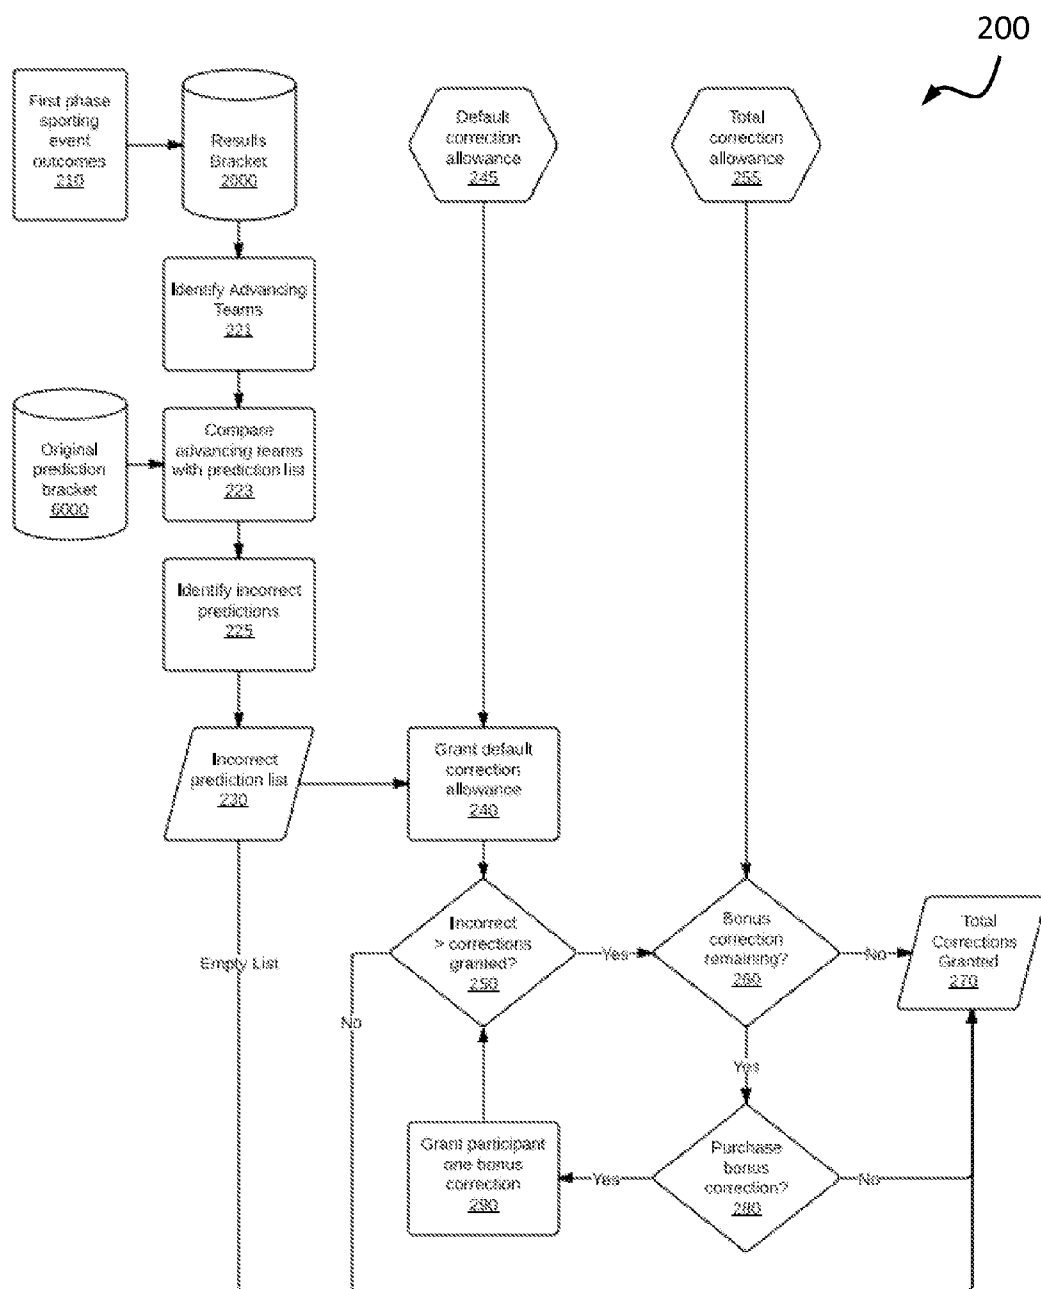 200
First phase
sporting
event
outcomes
210
Results
Bracket
2000
Default
correction
allowance
245
Total
correction
allowance
255
Identify Advancing
Teams
221
Original
prediction
bracket
6000
Compare
advancing teams
with prediction list
223
Identify incorrect
predictions
225
Incorrect
prediction list
230
Grant default
correction
allowance
240
Empty List
Incorrect
> corrections
granted?
250
Yes
No
Bonus
correction
remaining?
260
No
Yes
Total
Corrections
Granted
270
Grant participant
one bonus
correction
290
Yes
Purchase
bonus
correction?
280
No